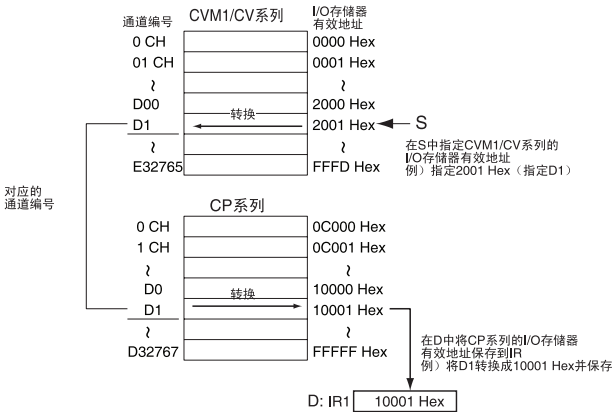 通道编号 CVM1/CV系列 I/O存储器
有效地址
0 CH 0000 Hex
01 CH 0001 Hex
~ ~
D00 2000 Hex
D1 转换 2001 Hex S
~ ~
E32765 FFFD Hex
在S中指定CVM1/CV系列的
I/O存储器有效地址
例）指定2001 Hex（指定D1）
对应的
通道编号
CP系列
0 CH 0C000 Hex
1 CH 0C001 Hex
~ ~
D0 10000 Hex
D1 转换 10001 Hex
~ ~
D32767 FFFFF Hex
在D中将CP系列的I/O存储器
有效地址保存到IR
例）将D1转换成10001 Hex并保存
D: IR1 10001 Hex